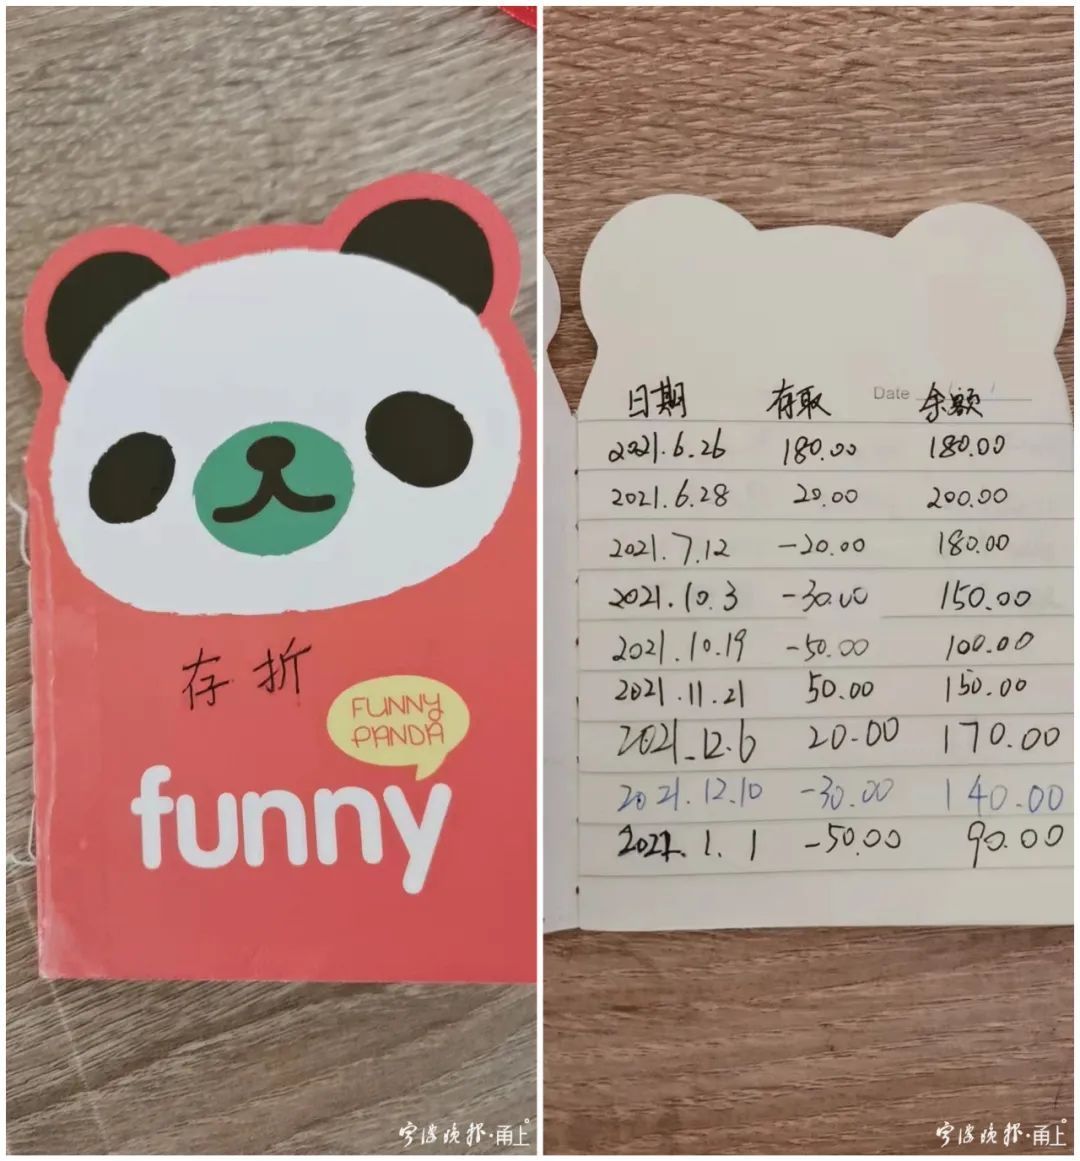 存折
FUNNY
PANDA
funny
宁波晚报·甬上
Date
日期 存取 余额
2021.6.26 180.00 180.00
2021.6.28 20.00 200.00
2021.7.12 -20.00 180.00
2021.10.3 -30.00 150.00
2021.10.19 -50.00 100.00
2021.11.21 50.00 150.00
2021.12.6 20.00 170.00
2021.12.10 -30.00 140.00
2022.1.1 -50.00 90.00
宁波晚报·甬上